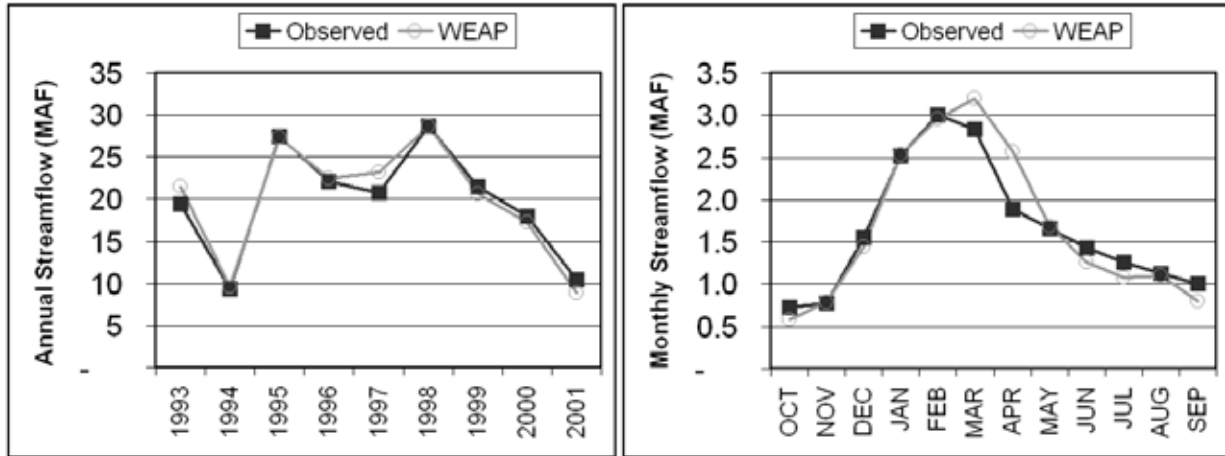 Observed WEAP
Annual Streamflow (MAF)
35
30
25
20
15
10
5
-
1993 1994 1995 1996 1997 1998 1999 2000 2001
Observed WEAP
Monthly Streamflow (MAF)
3.5
3.0
2.5
2.0
1.5
1.0
0.5
-
OCT NOV DEC JAN FEB MAR APR MAY JUN JUL AUG SEP